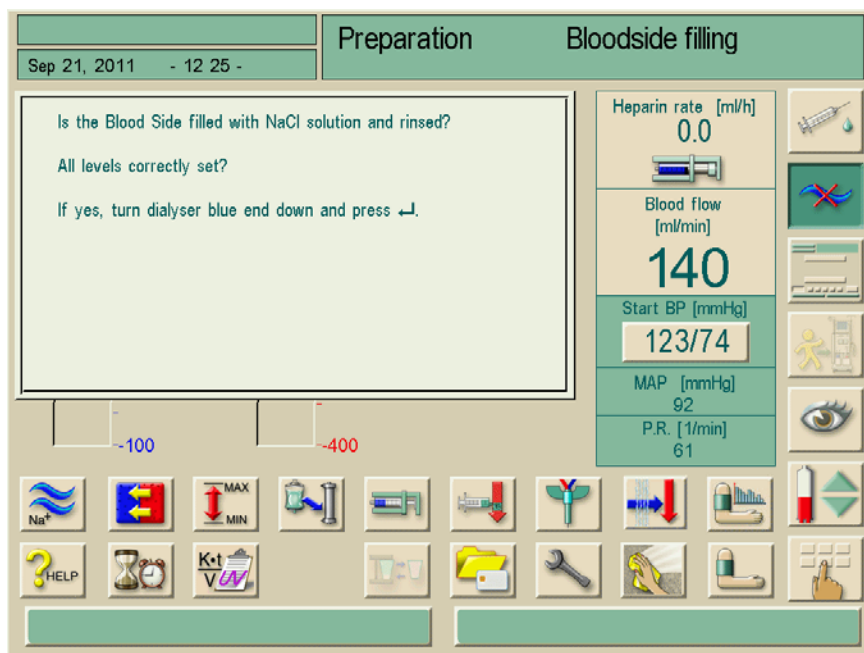 Preparation Bloodside filling
Sep 21, 2011 - 12 25 -
Is the Blood Side filled with NaCl solution and rinsed?
All levels correctly set?
If yes, turn dialyser blue end down and press ↵.
Heparin rate [ml/h]
0.0
Blood flow
[ml/min]
140
Start BP [mmHg]
123/74
MAP [mmHg]
92
P.R. [1/min]
61
-100
-400
Na+
MAX
MIN
HELP
K•t
V